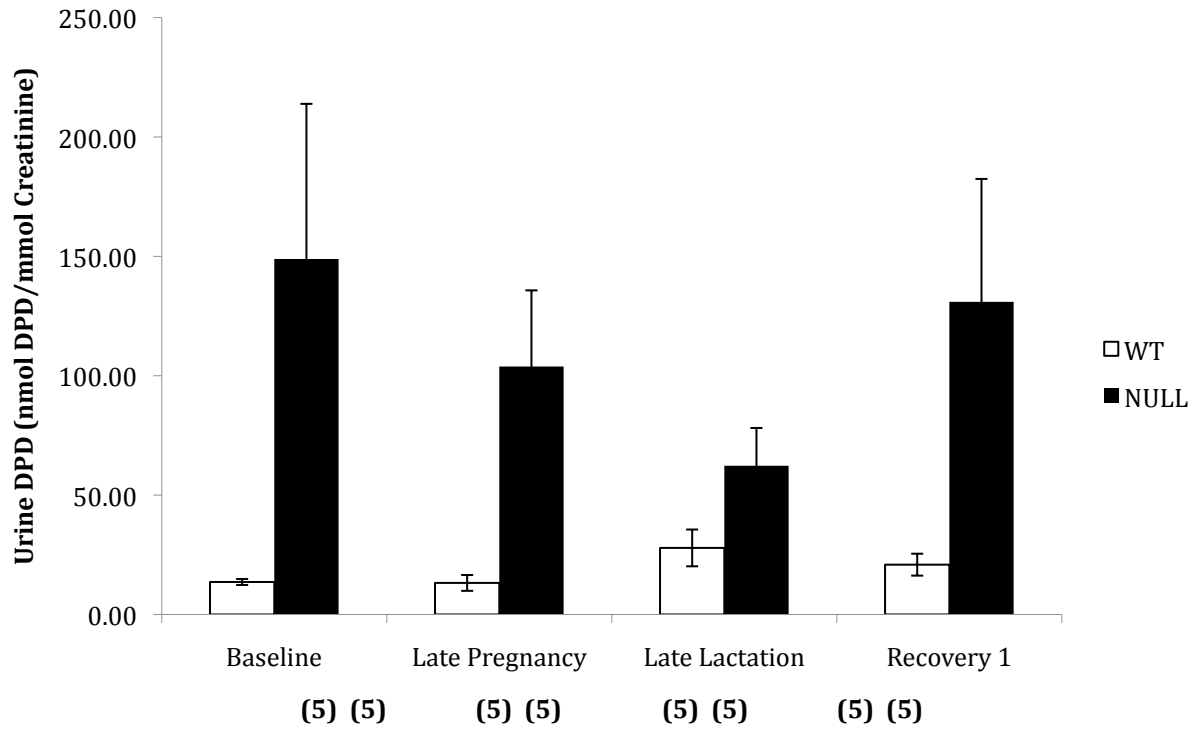 250.00
200.00
150.00
100.00
50.00
0.00
Urine DPD (nmol DPD/mmol Creatinine)
WT
NULL
Baseline Late Pregnancy Late Lactation Recovery 1
(5) (5) (5) (5) (5) (5) (5) (5)